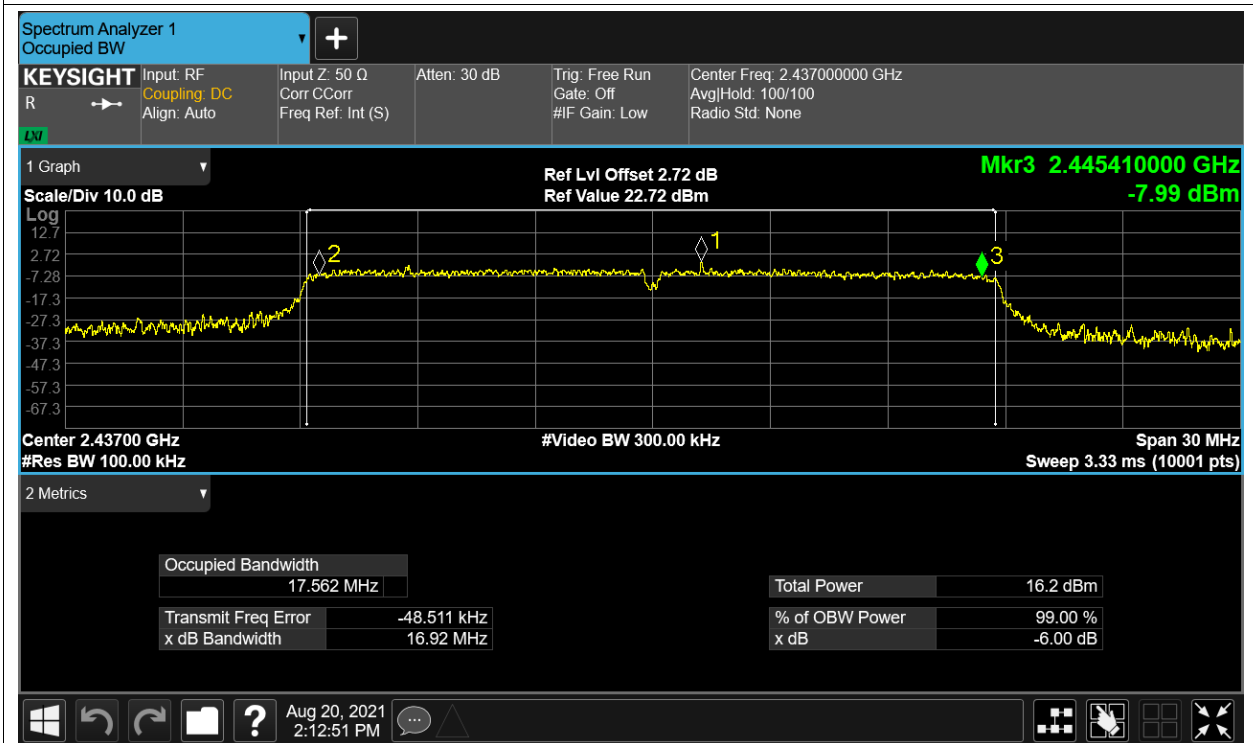 Spectrum Analyzer 1
Occupied BW
KEYSIGHT
R
LXI
Input: RF
Coupling: DC
Align: Auto
Input Z: 50 Ω
Corr CCorr
Freq Ref: Int (S)
Atten: 30 dB
Trig: Free Run
Gate: Off
#IF Gain: Low
Center Freq: 2.437000000 GHz
Avg|Hold: 100/100
Radio Std: None
1 Graph
Scale/Div 10.0 dB
Ref Lvl Offset 2.72 dB
Ref Value 22.72 dBm
Mkr3 2.445410000 GHz
-7.99 dBm
Log
12.7
2.72
-7.28
-17.3
-27.3
-37.3
-47.3
-57.3
-67.3
2
1
3
Center 2.43700 GHz
#Res BW 100.00 kHz
#Video BW 300.00 kHz
Span 30 MHz
Sweep 3.33 ms (10001 pts)
2 Metrics
Occupied Bandwidth
17.562 MHz
Transmit Freq Error -48.511 kHz
x dB Bandwidth 16.92 MHz
Total Power 16.2 dBm
% of OBW Power 99.00 %
x dB -6.00 dB
?
Aug 20, 2021
2:12:51 PM